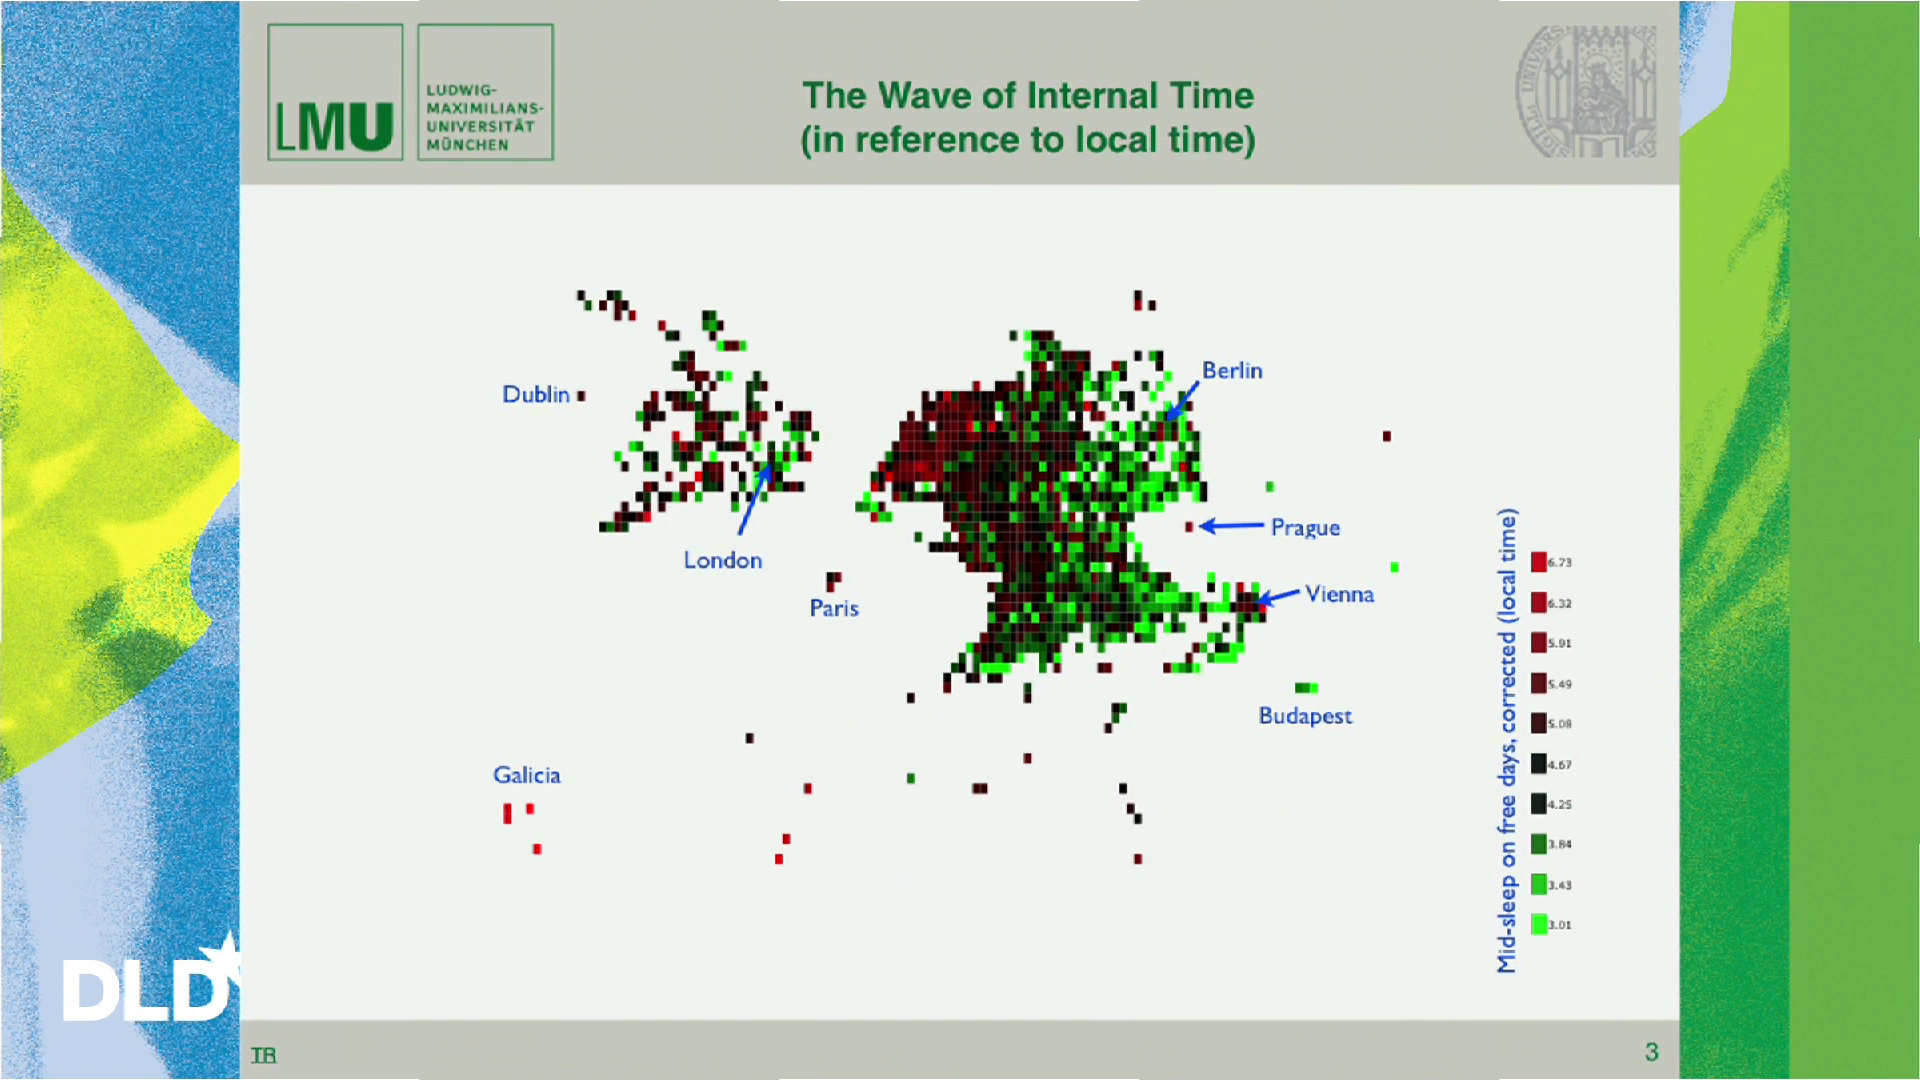 LMU
LUDWIG-
MAXIMILIANS-
UNIVERSITÄT
MÜNCHEN
The Wave of Internal Time
(in reference to local time)
Berlin
Dublin
Prague
London
Vienna
Paris
Budapest
Galicia
Mid-sleep on free days, corrected (local time)
6.73
6.32
5.91
5.49
5.08
4.67
4.25
3.84
3.43
3.01
DLD
TR
3